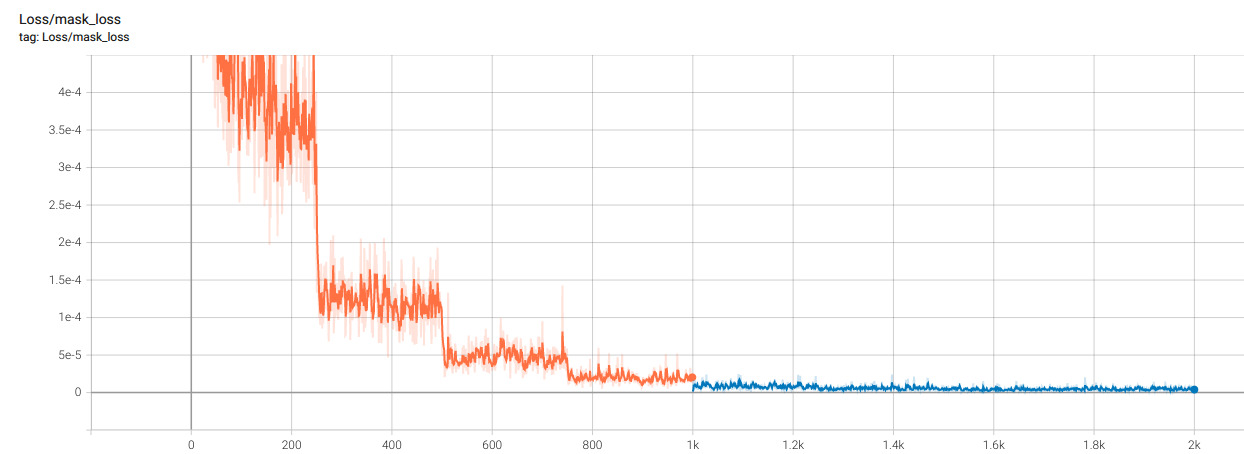 Loss/mask_loss
tag: Loss/mask_loss
4e-4
3.5e-4
3e-4
2.5e-4
2e-4
1.5e-4
1e-4
5e-5
0
0 200 400 600 800 1k 1.2k 1.4k 1.6k 1.8k 2k